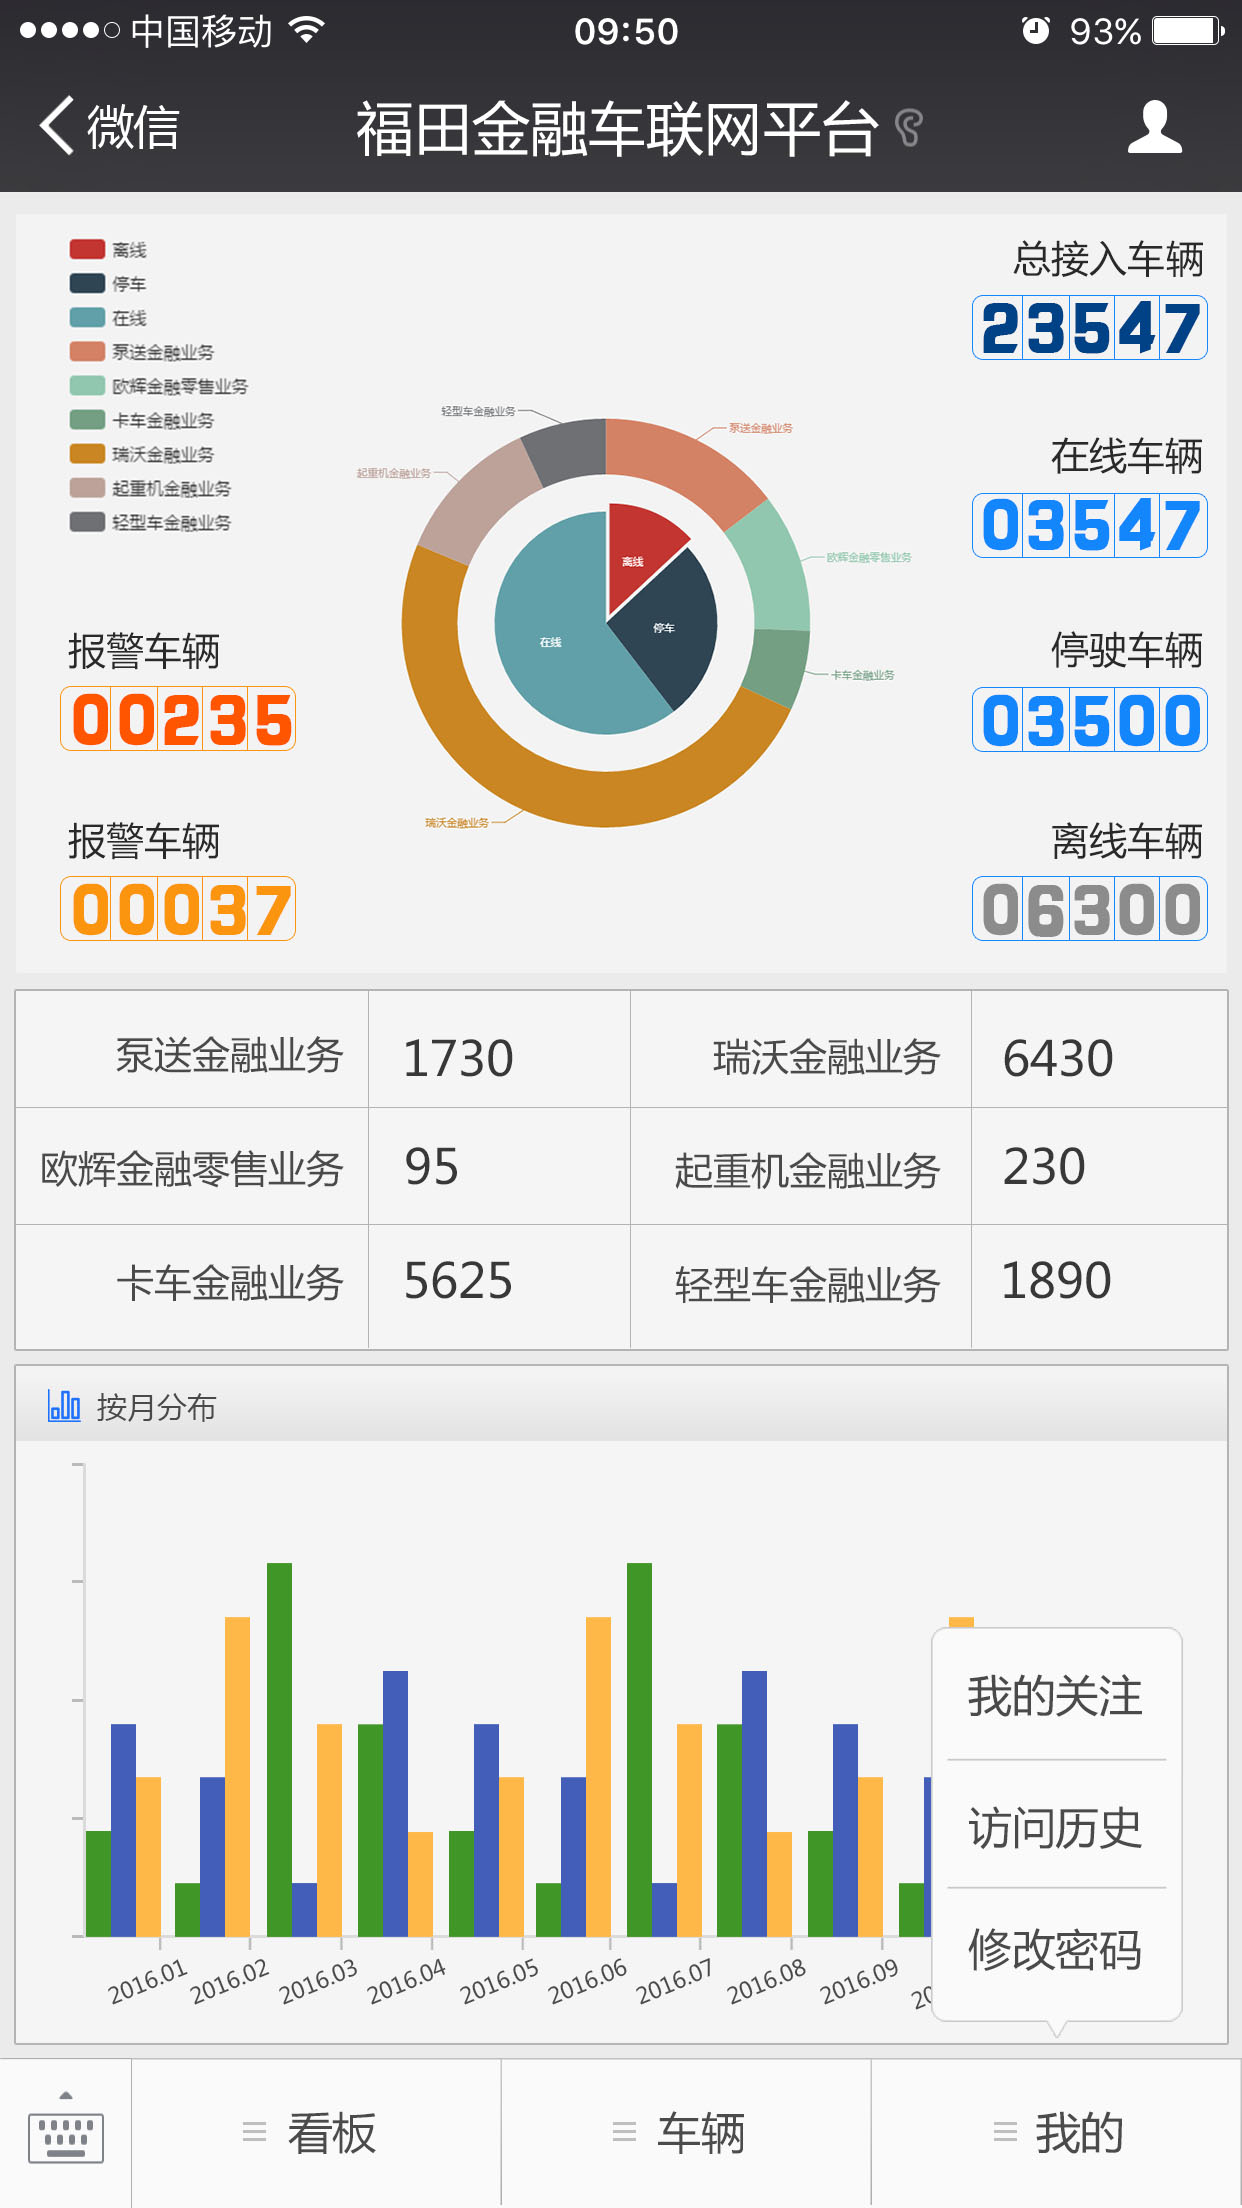 中国移动
09:50
93%
微信
福田金融车联网平台
离线
停车
在线
泵送金融业务
欧辉金融零售业务
卡车金融业务
瑞沃金融业务
起重机金融业务
轻型车金融业务
总接入车辆
23547
在线车辆
03547
停驶车辆
03500
离线车辆
06300
报警车辆
00235
报警车辆
00037
轻型车金融业务
泵送金融业务
起重机金融业务
欧辉金融零售业务
卡车金融业务
瑞沃金融业务
离线
停车
在线
泵送金融业务 1730 瑞沃金融业务 6430
欧辉金融零售业务 95 起重机金融业务 230
卡车金融业务 5625 轻型车金融业务 1890
按月分布
2016.01 2016.02 2016.03 2016.04 2016.05 2016.06 2016.07 2016.08 2016.09 20
我的关注
访问历史
修改密码
看板 车辆 我的